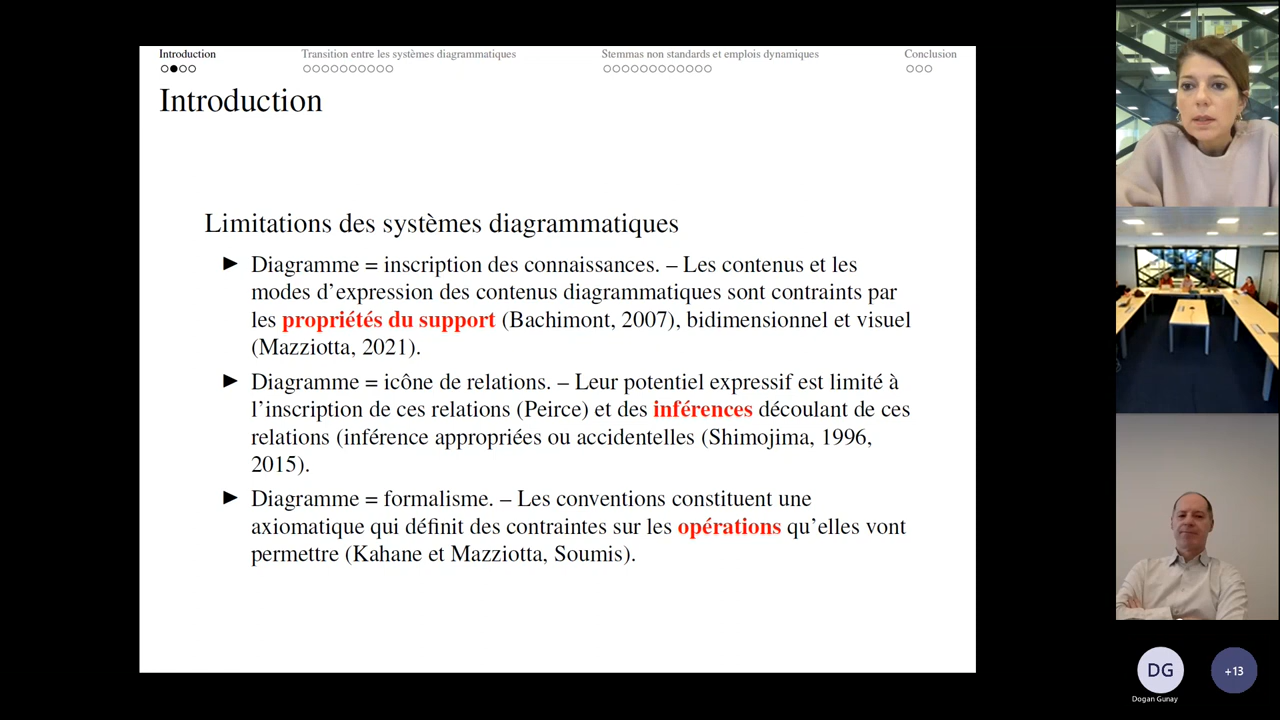 Introduction
Transition entre les systèmes diagrammatiques
Stemmas non standards et emplois dynamiques
Conclusion
Introduction
Limitations des systèmes diagrammatiques
Diagramme = inscription des connaissances. – Les contenus et les
modes d’expression des contenus diagrammatiques sont contraints par
les propriétés du support (Bachimont, 2007), bidimensionnel et visuel
(Mazziotta, 2021).
Diagramme = icône de relations. – Leur potentiel expressif est limité à
l’inscription de ces relations (Peirce) et des inférences découlant de ces
relations (inférence appropriées ou accidentelles (Shimojima, 1996,
2015).
Diagramme = formalisme. – Les conventions constituent une
axiomatique qui définit des contraintes sur les opérations qu’elles vont
permettre (Kahane et Mazziotta, Soumis).
DG
Dogan Gunay
+13